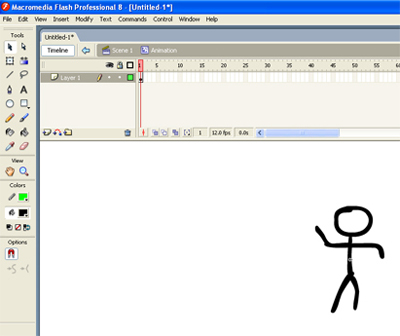 Macromedia Flash Professional 8 - [Untitled-1*]
File Edit View Insert Modify Text Commands Control Window Help
Tools
Untitled-1*
Timeline Scene 1 Animation
1 5 10 15 20 25 30 35 40 45 50 55 60
Layer 1
1 12.0 fps 0.0s
View
Colors
Options